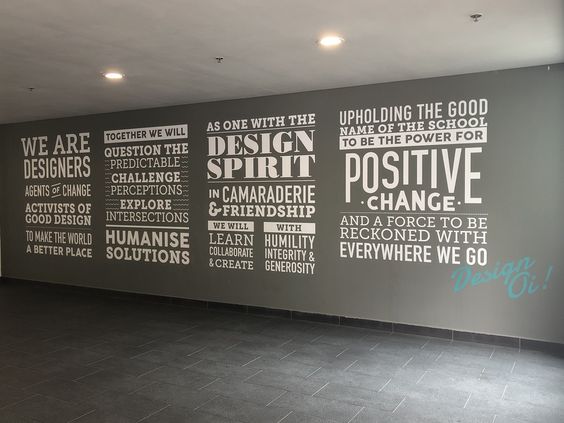 WE ARE
DESIGNERS
AGENTS OF CHANGE
ACTIVISTS OF
GOOD DESIGN
TO MAKE THE WORLD
A BETTER PLACE
TOGETHER WE WILL
QUESTION THE
PREDICTABLE
CHALLENGE
PERCEPTIONS
EXPLORE
INTERSECTIONS
HUMANISE
SOLUTIONS
AS ONE WITH THE
DESIGN
SPIRIT
IN CAMARADERIE
& FRIENDSHIP
WE WILL
LEARN
COLLABORATE
& CREATE
WITH
HUMILITY
INTEGRITY &
GENEROSITY
UPHOLDING THE GOOD
NAME OF THE SCHOOL
TO BE THE POWER FOR
POSITIVE
· CHANGE ·
AND A FORCE TO BE
RECKONED WITH
EVERYWHERE WE GO
Design
Oi!